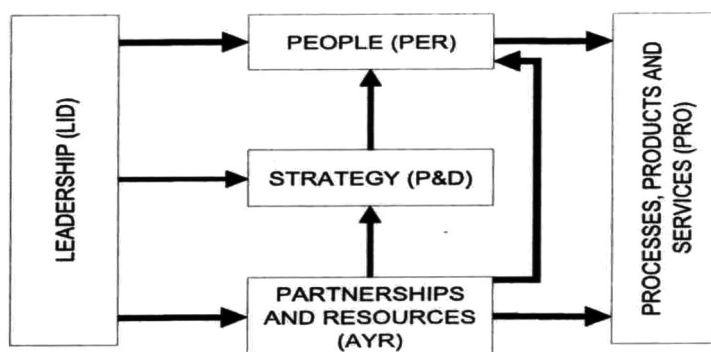 LEADERSHIP (LID)
PEOPLE (PER)
STRATEGY (P&D)
PARTNERSHIPS
AND RESOURCES
(AYR)
PROCESSES, PRODUCTS AND
SERVICES (PRO)